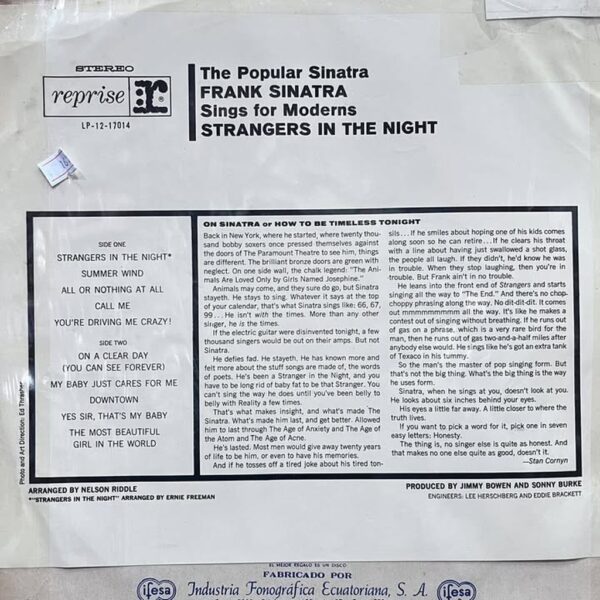 STEREO
reprise r:
LP-12-17014
The Popular Sinatra
FRANK SINATRA
Sings for Moderns
STRANGERS IN THE NIGHT
SIDE ONE
STRANGERS IN THE NIGHT*
SUMMER WIND
ALL OR NOTHING AT ALL
CALL ME
YOU'RE DRIVING ME CRAZY!
SIDE TWO
ON A CLEAR DAY
(YOU CAN SEE FOREVER)
MY BABY JUST CARES FOR ME
DOWNTOWN
YES SIR, THAT'S MY BABY
THE MOST BEAUTIFUL
GIRL IN THE WORLD
ON SINATRA or HOW TO BE TIMELESS TONIGHT
Back in New York, where he started, where twenty thou-
sand bobby soxers once pressed themselves against
the doors of The Paramount Theatre to see him, things
are different. The brilliant bronze doors are green with
neglect. On one side wall, the chalk legend: "The Ani-
mals Are Loved Only by Girls Named Josephine."
Animals may come, and they sure do go, but Sinatra
stayeth. He stays to sing. Whatever it says at the top
of your calendar, that's what Sinatra sings like: 66, 67,
99... He isn't with the times. More than any other
singer, he is the times.
If the electric guitar were disinvented tonight, a few
thousand singers would be out on their amps. But not
Sinatra.
He defies fad. He stayeth. He has known more and
felt more about the stuff songs are made of, the words
of poets. He's been a Stranger in the Night, and you
have to be long rid of baby fat to be that Stranger. You
can't sing the way he does until you've been belly to
belly with Reality a few times.
That's what makes insight, and what's made The
Sinatra. What's made him last, and get better. Allowed
him to last through The Age of Anxiety and The Age of
the Atom and The Age of Acne.
He's lasted. Most men would give away twenty years
of life to be him, or even to have his memories.
And if he tosses off a tired joke about his tired ton-
sils... If he smiles about hoping one of his kids comes
along soon so he can retire... If he clears his throat
with a line about having just swallowed a shot glass,
the people all laugh. If they didn't, he'd know he was
in trouble. When they stop laughing, then you're in
trouble. But Frank ain't in no trouble.
He leans into the front end of Strangers and starts
singing all the way to "The End." And there's no chop-
choppy phrasing along the way. No dit-dit-dit. It comes
out mmmmmmmmm all the way. It's like he makes a
contest out of singing without breathing. If he runs out
of gas on a phrase, which is a very rare bird for the
man, then he runs out of gas two-and-a-half miles after
anybody else would. He sings like he's got an extra tank
of Texaco in his tummy.
So the man's the master of pop singing form. But
that's not the big thing. What's the big thing is the way
he uses form.
Sinatra, when he sings at you, doesn't look at you.
He looks about six inches behind your eyes.
His eyes a little far away. A little closer to where the
truth lives.
If you want to pick a word for it, pick one in seven
easy letters: Honesty.
The thing is, no singer else is quite as honest. And
that makes no one else quite as good, doesn't it.
—Stan Cornyn
Photo and Art Direction: Ed Thrasher
ARRANGED BY NELSON RIDDLE
*"STRANGERS IN THE NIGHT" ARRANGED BY ERNIE FREEMAN
PRODUCED BY JIMMY BOWEN AND SONNY BURKE
ENGINEERS: LEE HERSCHBERG AND EDDIE BRACKETT
EL MEJOR REGALO ES UN DISCO
FABRICADO POR
ifesa Industria Fonográfica Ecuatoriana, S. A. ifesa